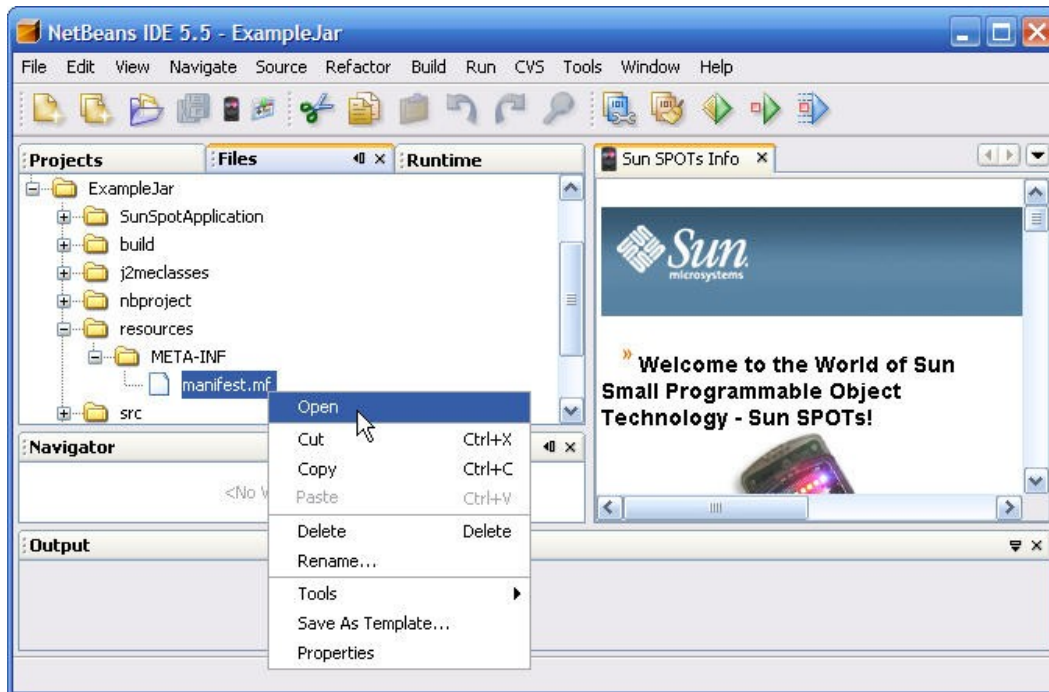 NetBeans IDE 5.5 - ExampleJar
File Edit View Navigate Source Refactor Build Run CVS Tools Window Help
Projects Files Runtime
Sun SPOTs Info
ExampleJar
SunSpotApplication
build
j2meclasses
nbproject
resources
META-INF
manifest.mf
src
Sun
microsystems
» Welcome to the World of Sun
Small Programmable Object
Technology - Sun SPOTs!
Open
Cut Ctrl+X
Copy Ctrl+C
Paste Ctrl+V
Delete Delete
Rename...
Tools
Save As Template...
Properties
Navigator
<No
Output